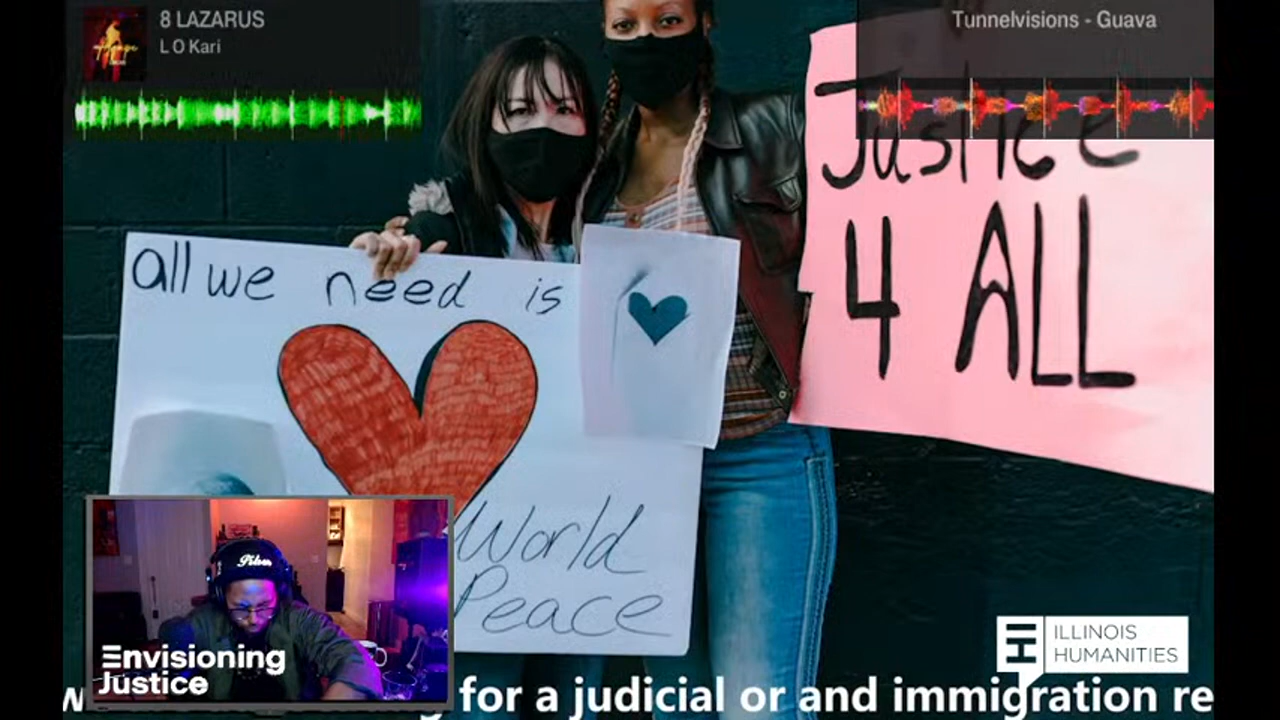 8 LAZARUS
L O Kari
Tunnelvisions - Guava
Justice
4 ALL
all we need is
World
Peace
Envisioning
Justice
ILLINOIS
HUMANITIES
for a judicial or and immigration re